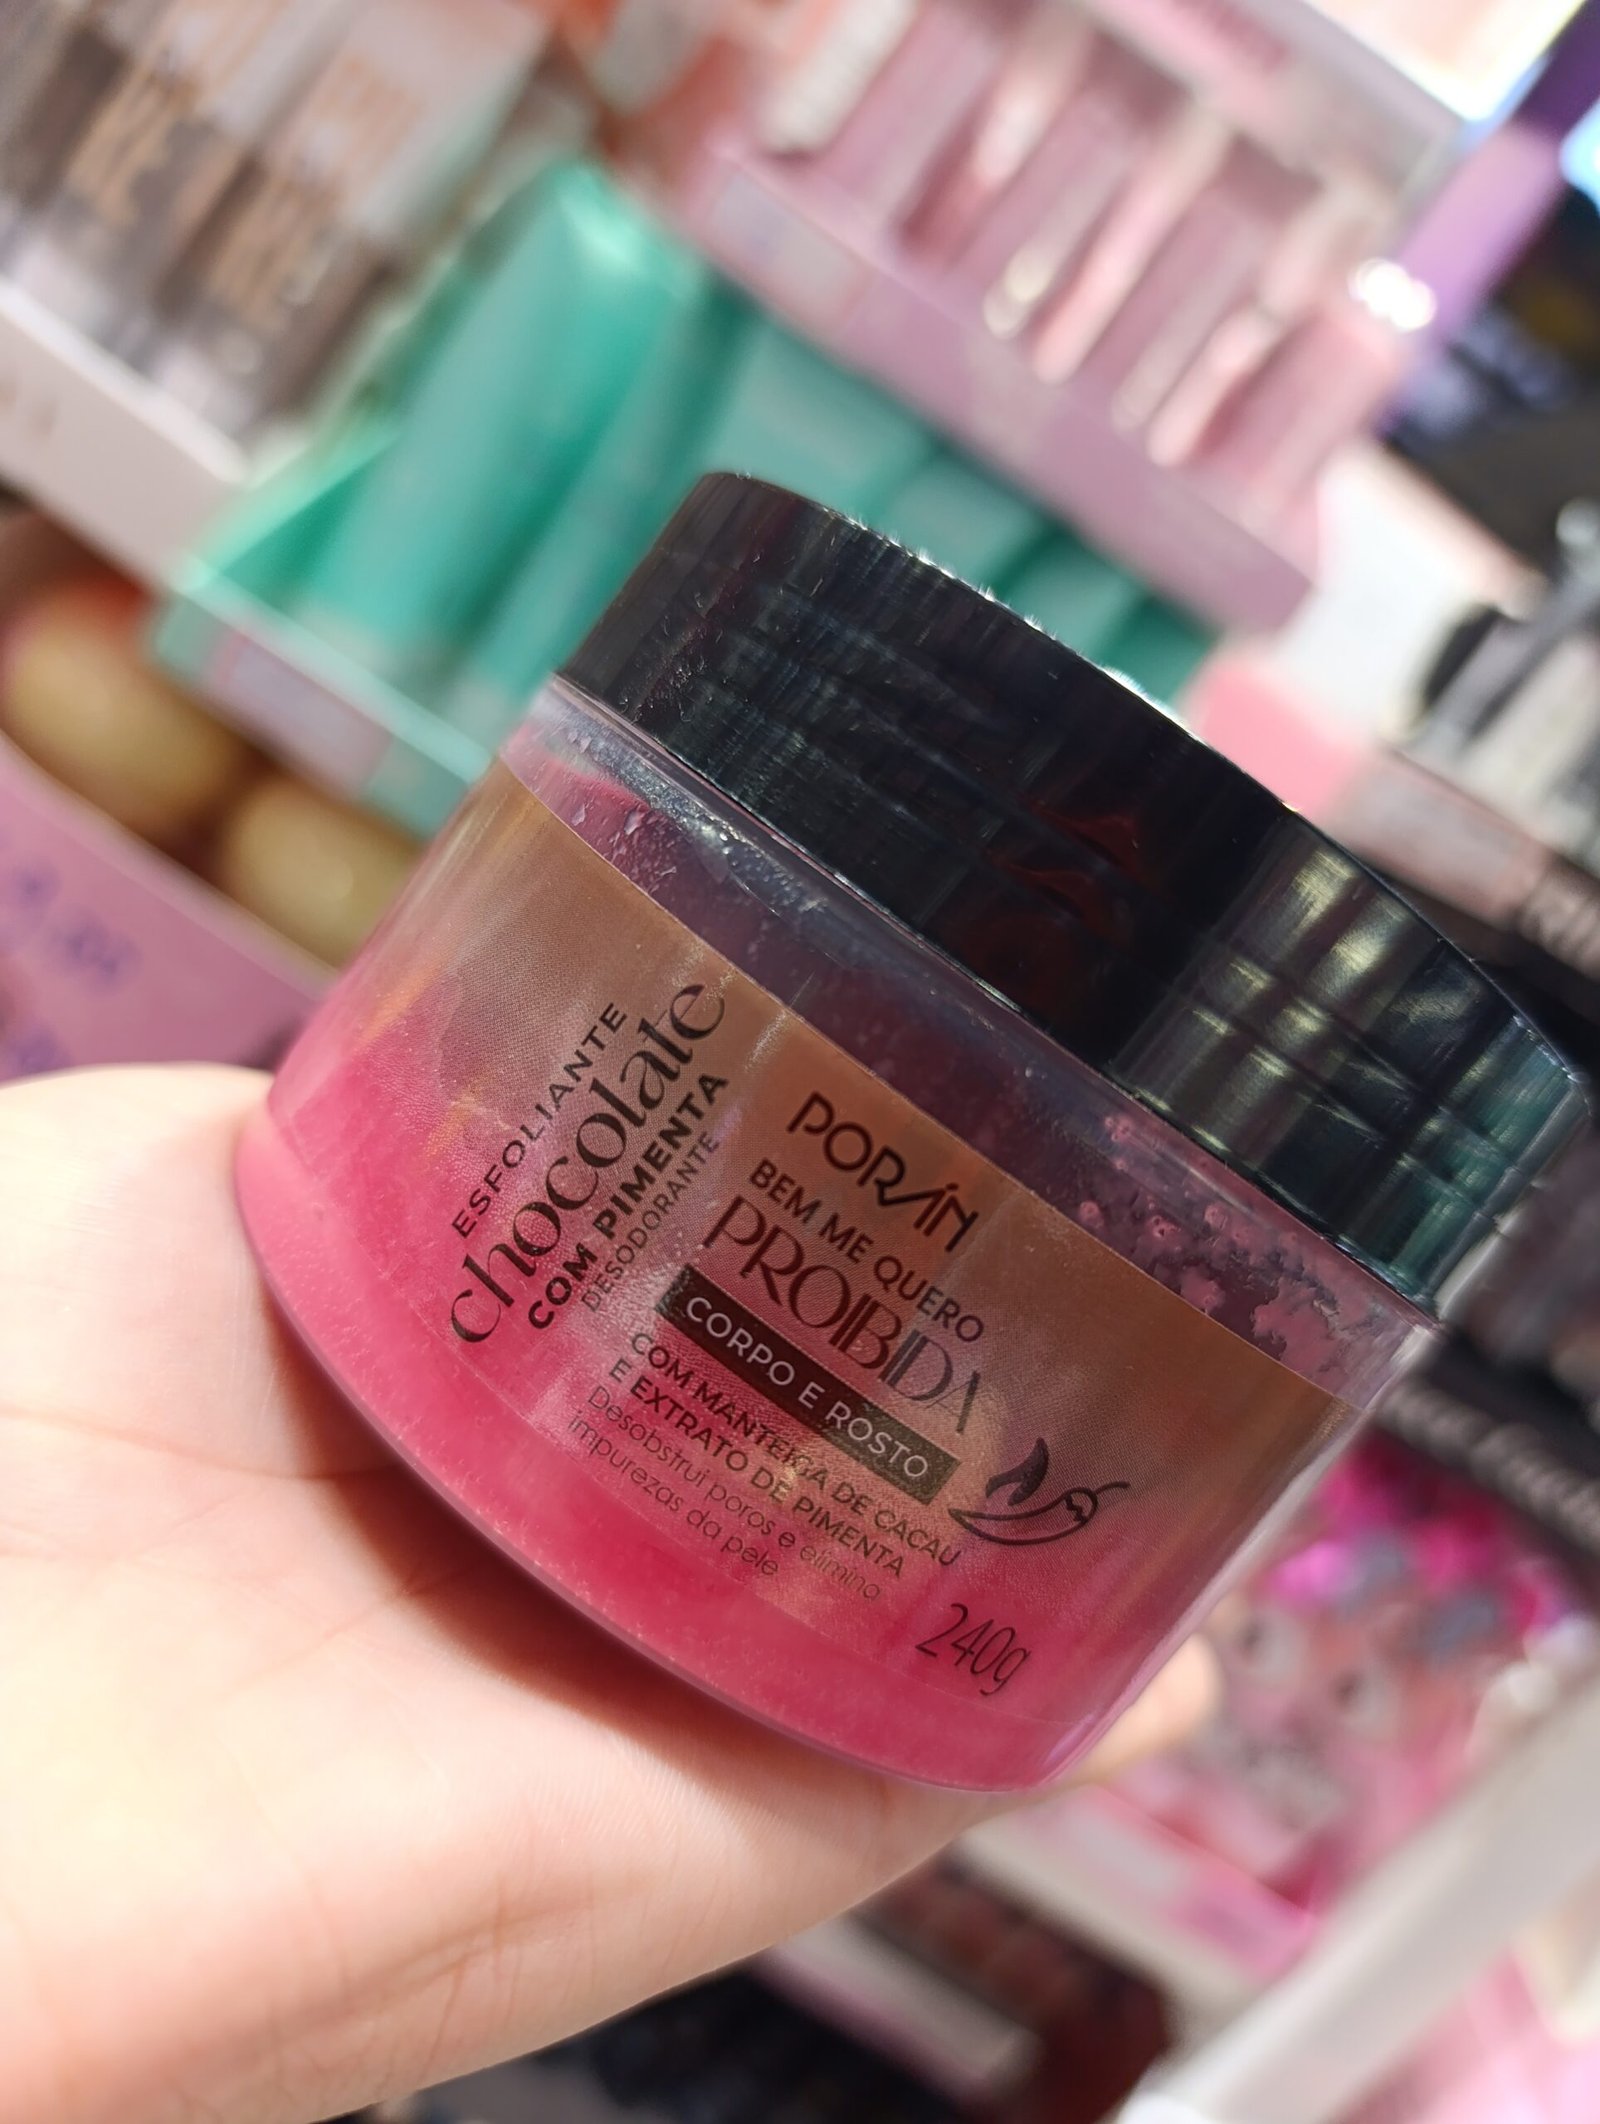 ESFOLIANTE
chocolate
COM PIMENTA
DESODORANTE
PORÁN
BEM ME QUERO
PROIBIDA
CORPO E ROSTO
COM MANTEIGA DE CACAU
E EXTRATO DE PIMENTA
Desobstrui poros e elimina
impurezas da pele
240g